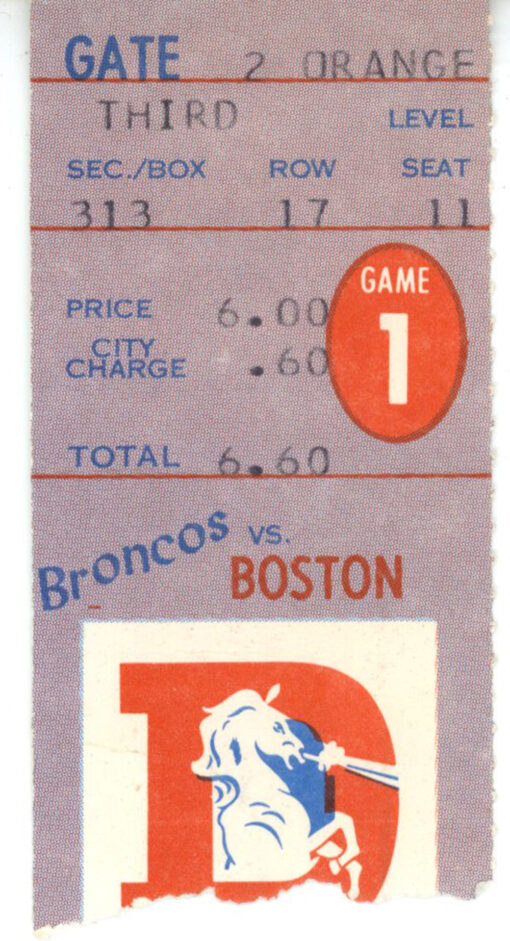 GATE 2 ORANGE
THIRD LEVEL
SEC./BOX ROW SEAT
313 17 11
GAME
1
PRICE 6.00
CITY
CHARGE .60
TOTAL 6.60
Broncos VS.
BOSTON
D